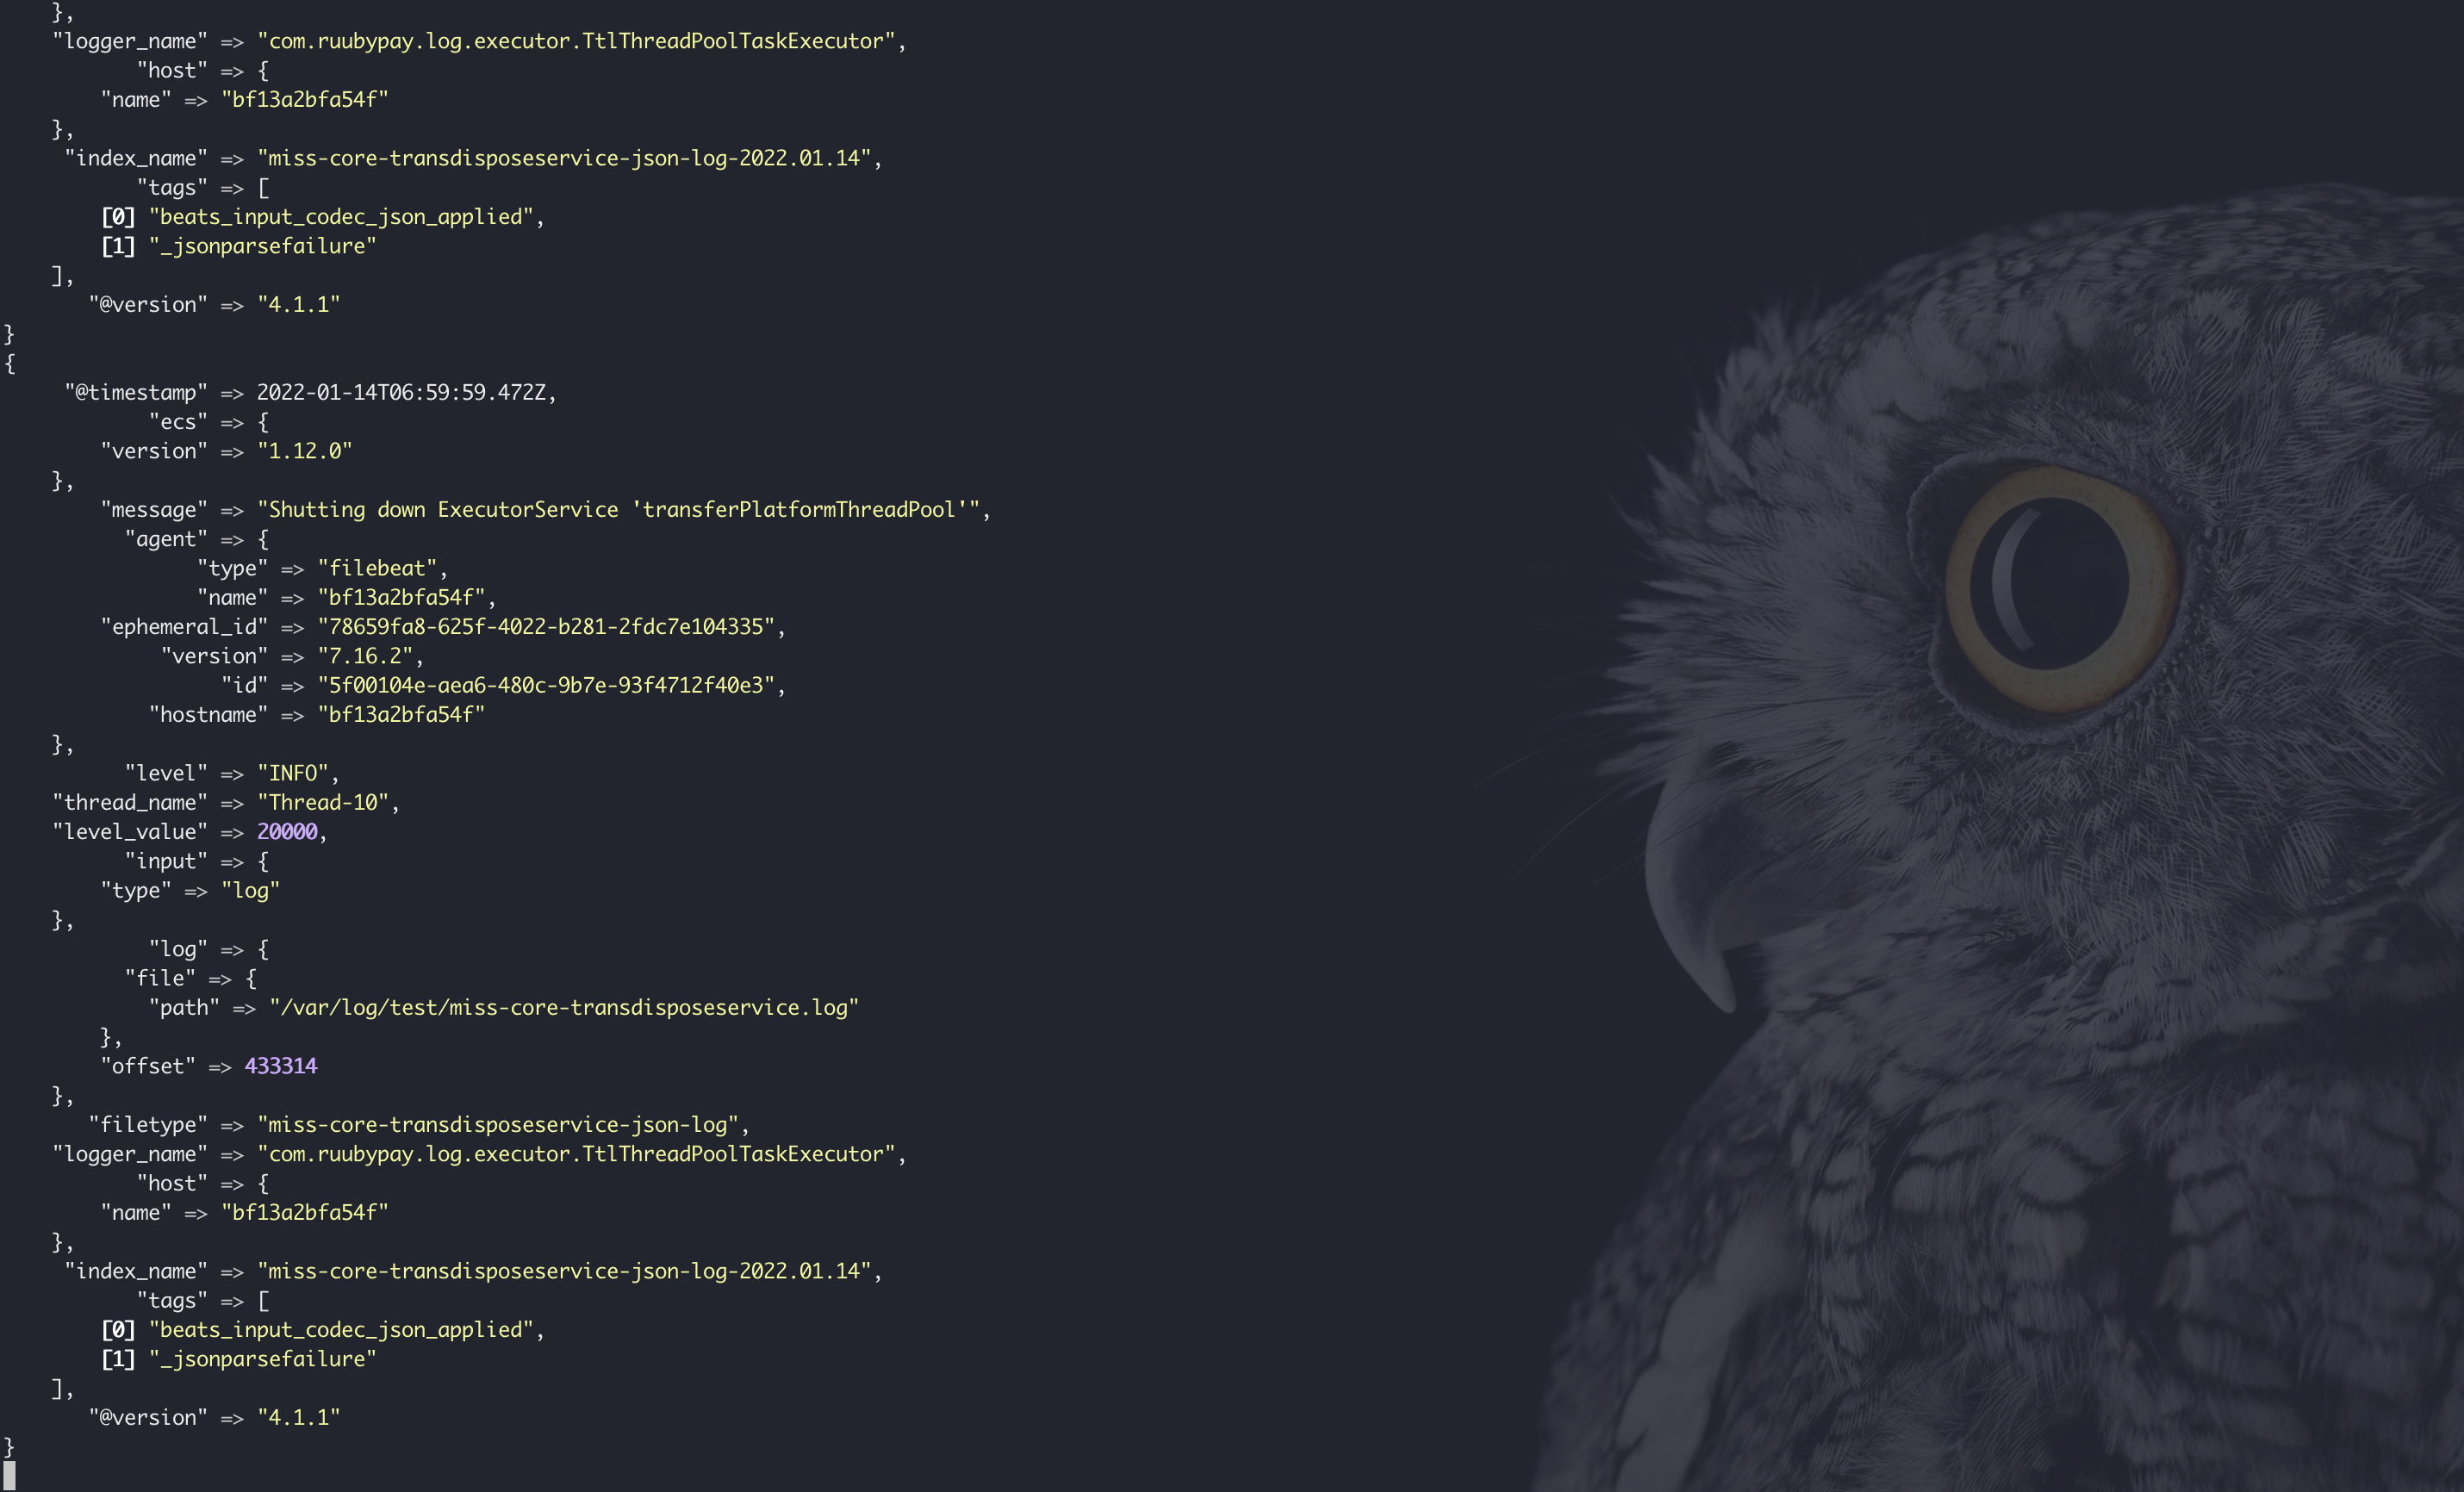 },
"logger_name" => "com.ruubypay.log.executor.TtlThreadPoolTaskExecutor",
"host" => {
"name" => "bf13a2bfa54f"
},
"index_name" => "miss-core-transdisposeservice-json-log-2022.01.14",
"tags" => [
[0] "beats_input_codec_json_applied",
[1] "_jsonparsefailure"
],
"@version" => "4.1.1"
}
{
"@timestamp" => 2022-01-14T06:59:59.472Z,
"ecs" => {
"version" => "1.12.0"
},
"message" => "Shutting down ExecutorService 'transferPlatformThreadPool'",
"agent" => {
"type" => "filebeat",
"name" => "bf13a2bfa54f",
"ephemeral_id" => "78659fa8-625f-4022-b281-2fdc7e104335",
"version" => "7.16.2",
"id" => "5f00104e-aea6-480c-9b7e-93f4712f40e3",
"hostname" => "bf13a2bfa54f"
},
"level" => "INFO",
"thread_name" => "Thread-10",
"level_value" => 20000,
"input" => {
"type" => "log"
},
"log" => {
"file" => {
"path" => "/var/log/test/miss-core-transdisposeservice.log"
},
"offset" => 433314
},
"filetype" => "miss-core-transdisposeservice-json-log",
"logger_name" => "com.ruubypay.log.executor.TtlThreadPoolTaskExecutor",
"host" => {
"name" => "bf13a2bfa54f"
},
"index_name" => "miss-core-transdisposeservice-json-log-2022.01.14",
"tags" => [
[0] "beats_input_codec_json_applied",
[1] "_jsonparsefailure"
],
"@version" => "4.1.1"
}